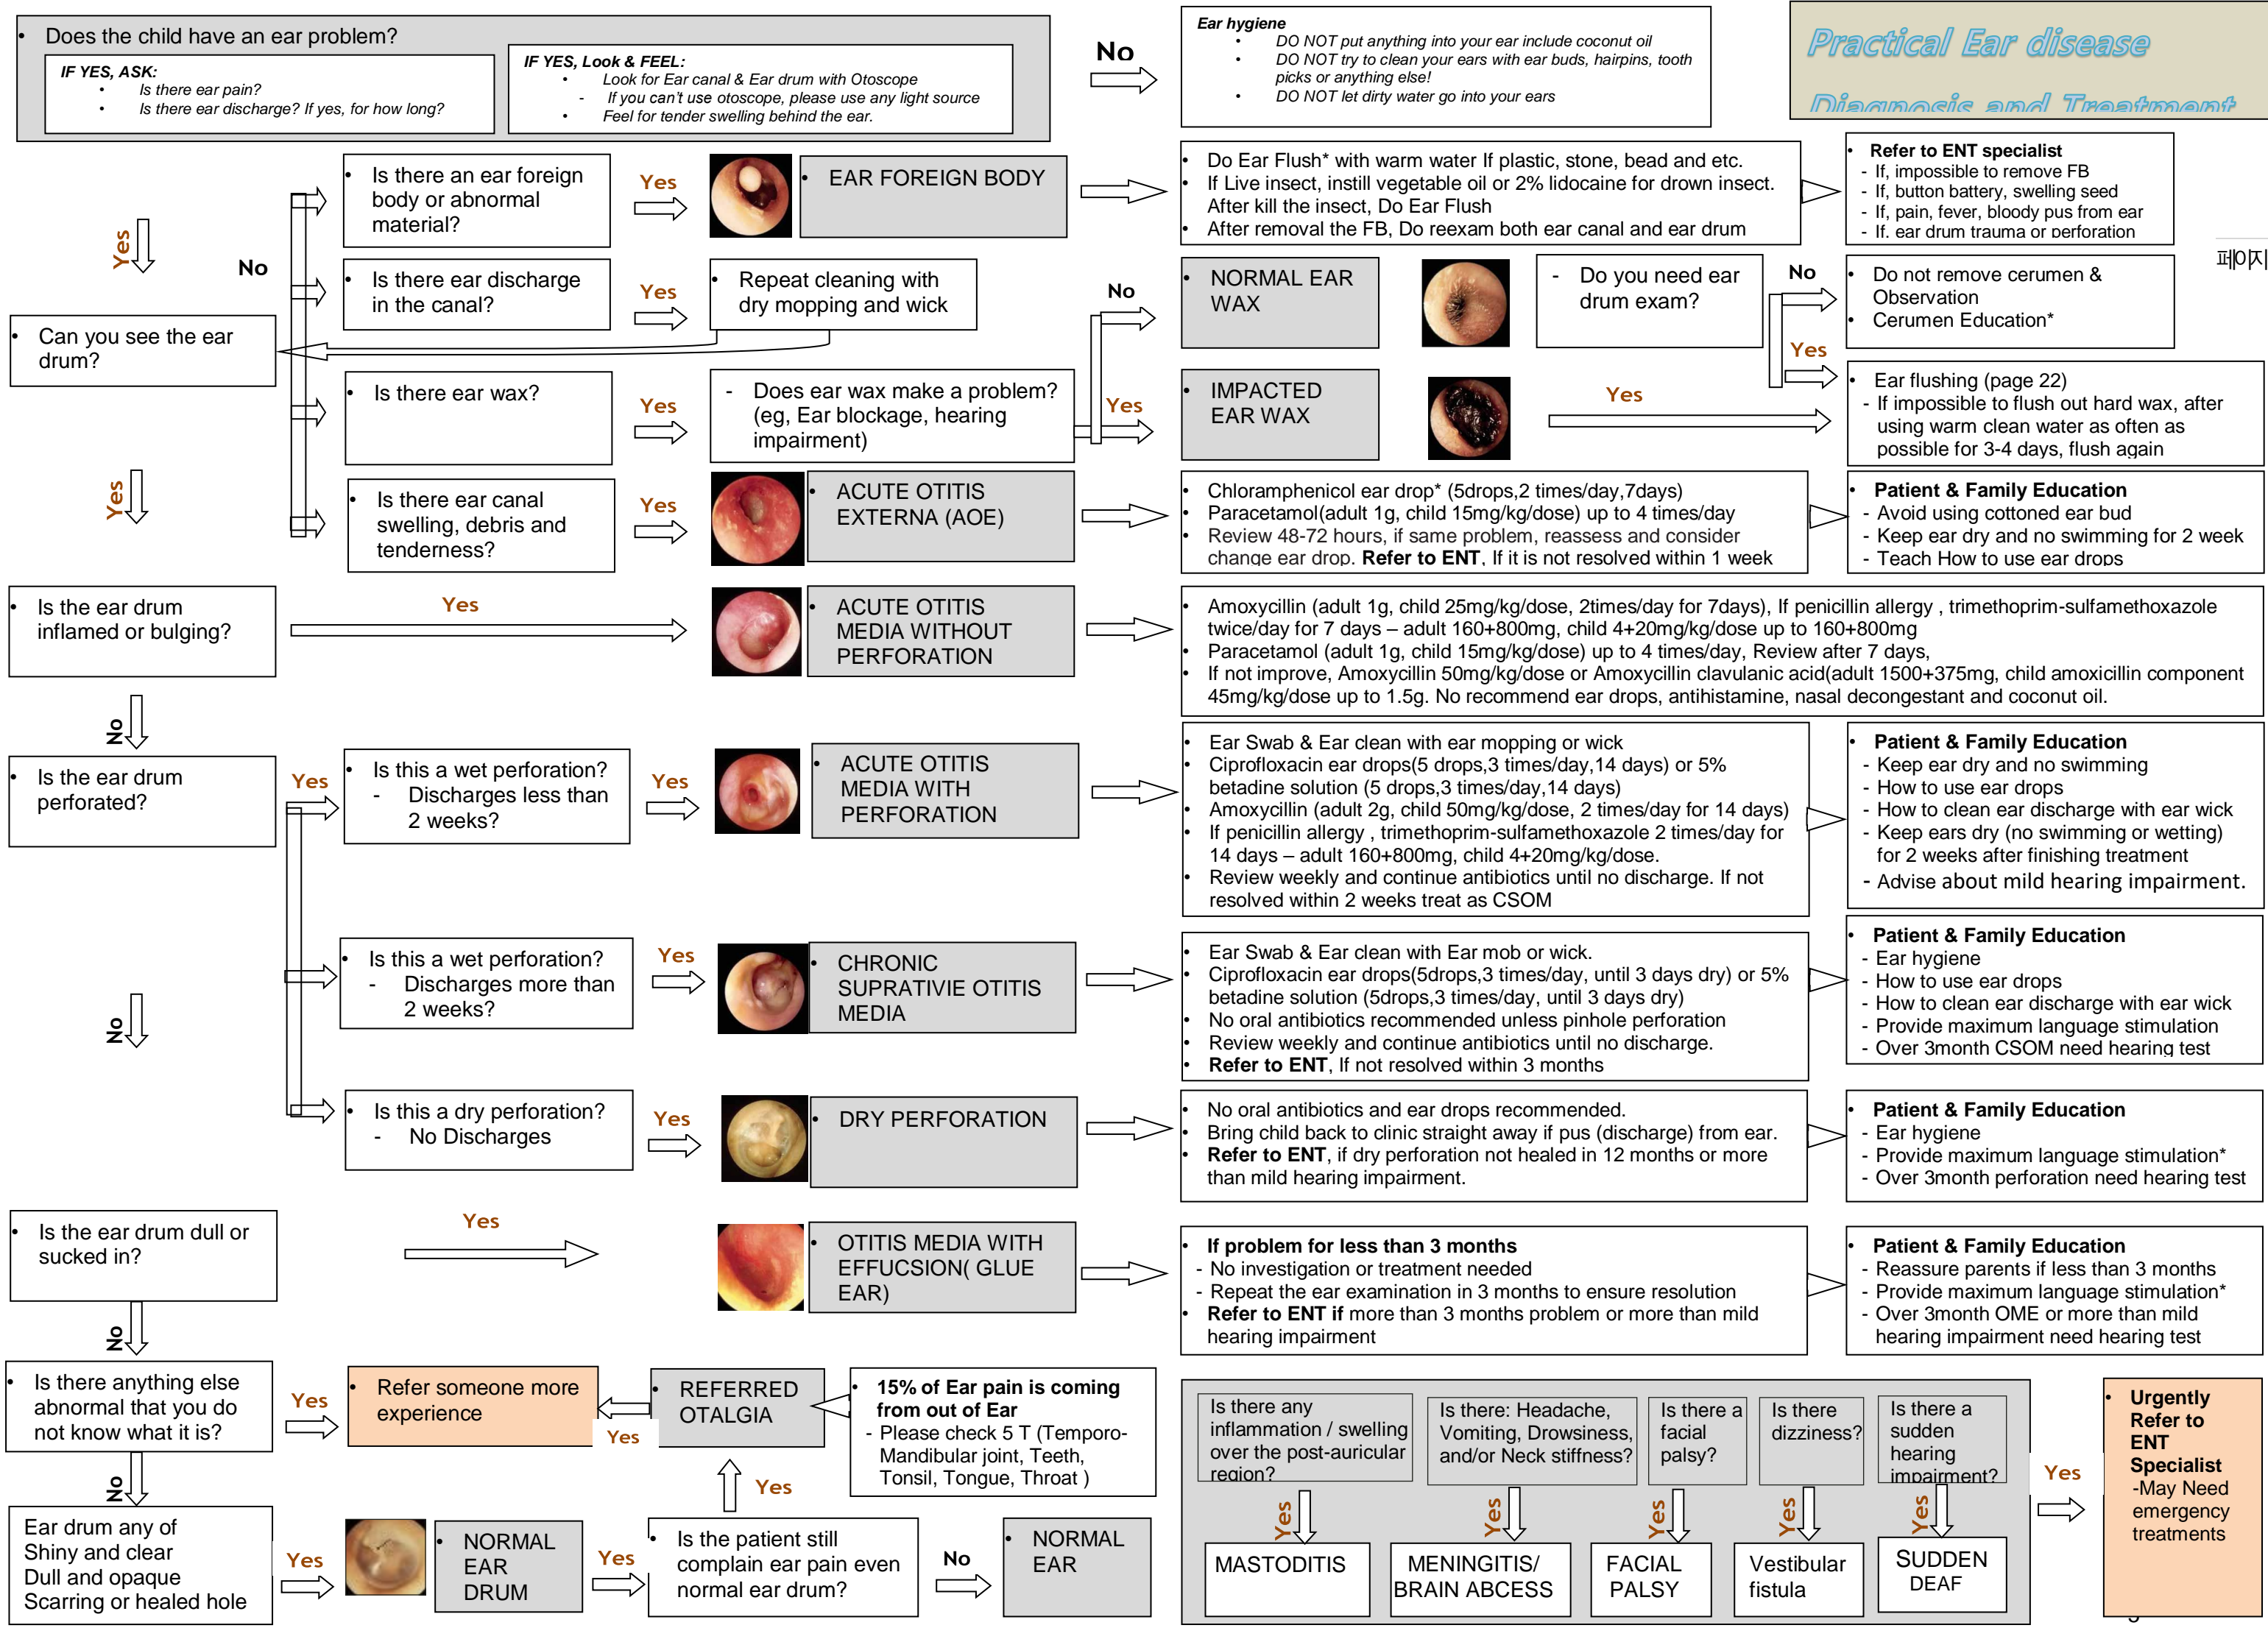 • Does the child have an ear problem?
IF YES, ASK:
• Is there ear pain?
• Is there ear discharge? If yes, for how long?
IF YES, Look & FEEL:
• Look for Ear canal & Ear drum with Otoscope
- If you can't use otoscope, please use any light source
• Feel for tender swelling behind the ear.
No
Ear hygiene
• DO NOT put anything into your ear include coconut oil
• DO NOT try to clean your ears with ear buds, hairpins, tooth
picks or anything else!
• DO NOT let dirty water go into your ears
Practical Ear disease
Diagnosis and Treatment
Yes
No
• Is there an ear foreign
body or abnormal
material?
Yes
• EAR FOREIGN BODY
• Do Ear Flush* with warm water If plastic, stone, bead and etc.
• If Live insect, instill vegetable oil or 2% lidocaine for drown insect.
After kill the insect, Do Ear Flush
• After removal the FB, Do reexam both ear canal and ear drum
• Refer to ENT specialist
- If, impossible to remove FB
- If, button battery, swelling seed
- If, pain, fever, bloody pus from ear
- If, ear drum trauma or perforation
페이지
• Can you see the ear
drum?
• Is there ear discharge
in the canal?
Yes
• Repeat cleaning with
dry mopping and wick
• Is there ear wax?
Yes
- Does ear wax make a problem?
(eg, Ear blockage, hearing
impairment)
No
• NORMAL EAR
WAX
- Do you need ear
drum exam?
No
• Do not remove cerumen &
Observation
• Cerumen Education*
Yes
Yes
• IMPACTED
EAR WAX
Yes
• Ear flushing (page 22)
- If impossible to flush out hard wax, after
using warm clean water as often as
possible for 3-4 days, flush again
Yes
• Is there ear canal
swelling, debris and
tenderness?
Yes
• ACUTE OTITIS
EXTERNA (AOE)
• Chloramphenicol ear drop* (5drops,2 times/day,7days)
• Paracetamol(adult 1g, child 15mg/kg/dose) up to 4 times/day
• Review 48-72 hours, if same problem, reassess and consider
change ear drop. Refer to ENT, If it is not resolved within 1 week
• Patient & Family Education
- Avoid using cottoned ear bud
- Keep ear dry and no swimming for 2 week
- Teach How to use ear drops
• Is the ear drum
inflamed or bulging?
Yes
• ACUTE OTITIS
MEDIA WITHOUT
PERFORATION
• Amoxycillin (adult 1g, child 25mg/kg/dose, 2times/day for 7days), If penicillin allergy , trimethoprim-sulfamethoxazole
twice/day for 7 days – adult 160+800mg, child 4+20mg/kg/dose up to 160+800mg
• Paracetamol (adult 1g, child 15mg/kg/dose) up to 4 times/day, Review after 7 days,
• If not improve, Amoxycillin 50mg/kg/dose or Amoxycillin clavulanic acid(adult 1500+375mg, child amoxicillin component
45mg/kg/dose up to 1.5g. No recommend ear drops, antihistamine, nasal decongestant and coconut oil.
No
• Is the ear drum
perforated?
Yes
• Is this a wet perforation?
- Discharges less than
2 weeks?
Yes
• ACUTE OTITIS
MEDIA WITH
PERFORATION
• Ear Swab & Ear clean with ear mopping or wick
• Ciprofloxacin ear drops(5 drops,3 times/day,14 days) or 5%
betadine solution (5 drops,3 times/day,14 days)
• Amoxycillin (adult 2g, child 50mg/kg/dose, 2 times/day for 14 days)
• If penicillin allergy , trimethoprim-sulfamethoxazole 2 times/day for
14 days – adult 160+800mg, child 4+20mg/kg/dose.
• Review weekly and continue antibiotics until no discharge. If not
resolved within 2 weeks treat as CSOM
• Patient & Family Education
- Keep ear dry and no swimming
- How to use ear drops
- How to clean ear discharge with ear wick
- Keep ears dry (no swimming or wetting)
for 2 weeks after finishing treatment
- Advise about mild hearing impairment.
No
• Is this a wet perforation?
- Discharges more than
2 weeks?
Yes
• CHRONIC
SUPRATIVIE OTITIS
MEDIA
• Ear Swab & Ear clean with Ear mob or wick.
• Ciprofloxacin ear drops(5drops,3 times/day, until 3 days dry) or 5%
betadine solution (5drops,3 times/day, until 3 days dry)
• No oral antibiotics recommended unless pinhole perforation
• Review weekly and continue antibiotics until no discharge.
• Refer to ENT, If not resolved within 3 months
• Patient & Family Education
- Ear hygiene
- How to use ear drops
- How to clean ear discharge with ear wick
- Provide maximum language stimulation
- Over 3month CSOM need hearing test
• Is this a dry perforation?
- No Discharges
Yes
• DRY PERFORATION
• No oral antibiotics and ear drops recommended.
• Bring child back to clinic straight away if pus (discharge) from ear.
• Refer to ENT, if dry perforation not healed in 12 months or more
than mild hearing impairment.
• Patient & Family Education
- Ear hygiene
- Provide maximum language stimulation*
- Over 3month perforation need hearing test
• Is the ear drum dull or
sucked in?
Yes
• OTITIS MEDIA WITH
EFFUCSION( GLUE
EAR)
• If problem for less than 3 months
- No investigation or treatment needed
- Repeat the ear examination in 3 months to ensure resolution
• Refer to ENT if more than 3 months problem or more than mild
hearing impairment
• Patient & Family Education
- Reassure parents if less than 3 months
- Provide maximum language stimulation*
- Over 3month OME or more than mild
hearing impairment need hearing test
No
• Is there anything else
abnormal that you do
not know what it is?
Yes
• Refer someone more
experience
Yes
• REFERRED
OTALGIA
• 15% of Ear pain is coming
from out of Ear
- Please check 5 T (Temporo-
Mandibular joint, Teeth,
Tonsil, Tongue, Throat )
No
Yes
Ear drum any of
Shiny and clear
Dull and opaque
Scarring or healed hole
Yes
• NORMAL
EAR
DRUM
Yes
• Is the patient still
complain ear pain even
normal ear drum?
No
• NORMAL
EAR
Is there any
inflammation / swelling
over the post-auricular
region?
Yes
MASTODITIS
Is there: Headache,
Vomiting, Drowsiness,
and/or Neck stiffness?
Yes
MENINGITIS/
BRAIN ABCESS
Is there a
facial
palsy?
Yes
FACIAL
PALSY
Is there
dizziness?
Yes
Vestibular
fistula
Is there a
sudden
hearing
impairment?
Yes
SUDDEN
DEAF
Yes
• Urgently
Refer to
ENT
Specialist
-May Need
emergency
treatments